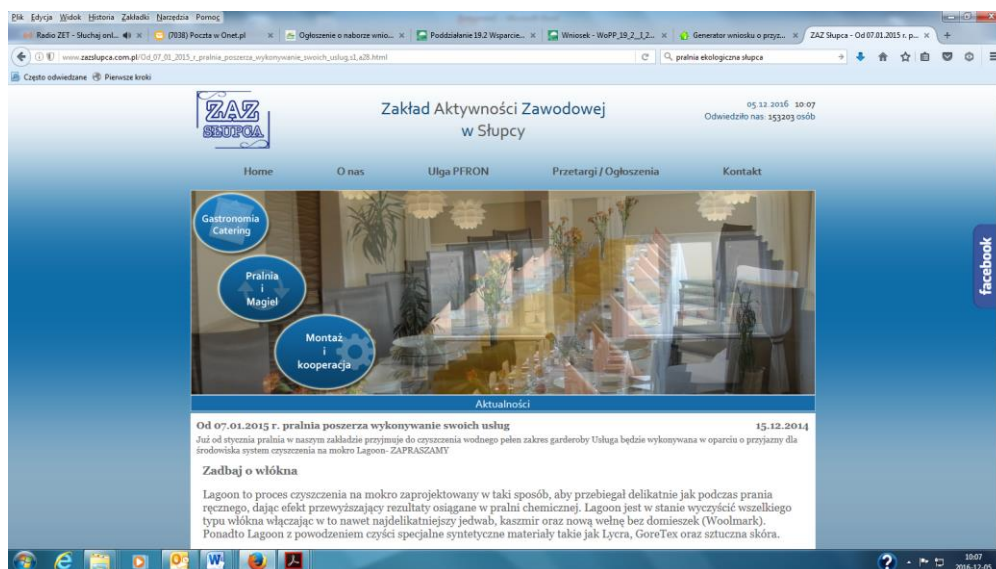 Plik Edycja Widok Historia Zakładki Narzędzia Pomoc
Radio ZET - Słuchaj onl... × (7038) Poczta w Onet.pl × Ogłoszenie o naborze wnio... × Poddziałanie 19.2 Wsparcie... × Wniosek - WoPP_19_2_1_2... × Generator wniosku o przyz... × ZAZ Słupca - Od 07.01.2015 r. p... × +
www.zazslupca.com.pl/Od_07_01_2015_r_pralnia_poszerza_wykonywanie_swoich_uslug,s1,a28.html pralnia ekologiczna słupca
Często odwiedzane Pierwsze kroki
ZAZ
SŁUPCA
Zakład Aktywności Zawodowej
w Słupcy
05.12.2016 10:07
Odwiedziło nas: 153203 osób
Home O nas Ulga PFRON Przetargi / Ogłoszenia Kontakt
Gastronomia
Catering
Pralnia
i
Magiel
Montaż
i
kooperacja
facebook
Aktualności
Od 07.01.2015 r. pralnia poszerza wykonywanie swoich usług 15.12.2014
Już od stycznia pralnia w naszym zakładzie przyjmuje do czyszczenia wodnego pełen zakres garderoby Usługa będzie wykonywana w oparciu o przyjazny dla
środowiska system czyszczenia na mokro Lagoon- ZAPRASZAMY
Zadbaj o włókna
Lagoon to proces czyszczenia na mokro zaprojektowany w taki sposób, aby przebiegał delikatnie jak podczas prania
ręcznego, dając efekt przewyższający rezultaty osiągane w pralni chemicznej. Lagoon jest w stanie wyczyścić wszelkiego
typu włókna włączając w to nawet najdelikatniejszy jedwab, kaszmir oraz nową wełnę bez domieszek (Woolmark).
Ponadto Lagoon z powodzeniem czyści specjalne syntetyczne materiały takie jak Lycra, GoreTex oraz sztuczna skóra.
10:07
2016-12-05